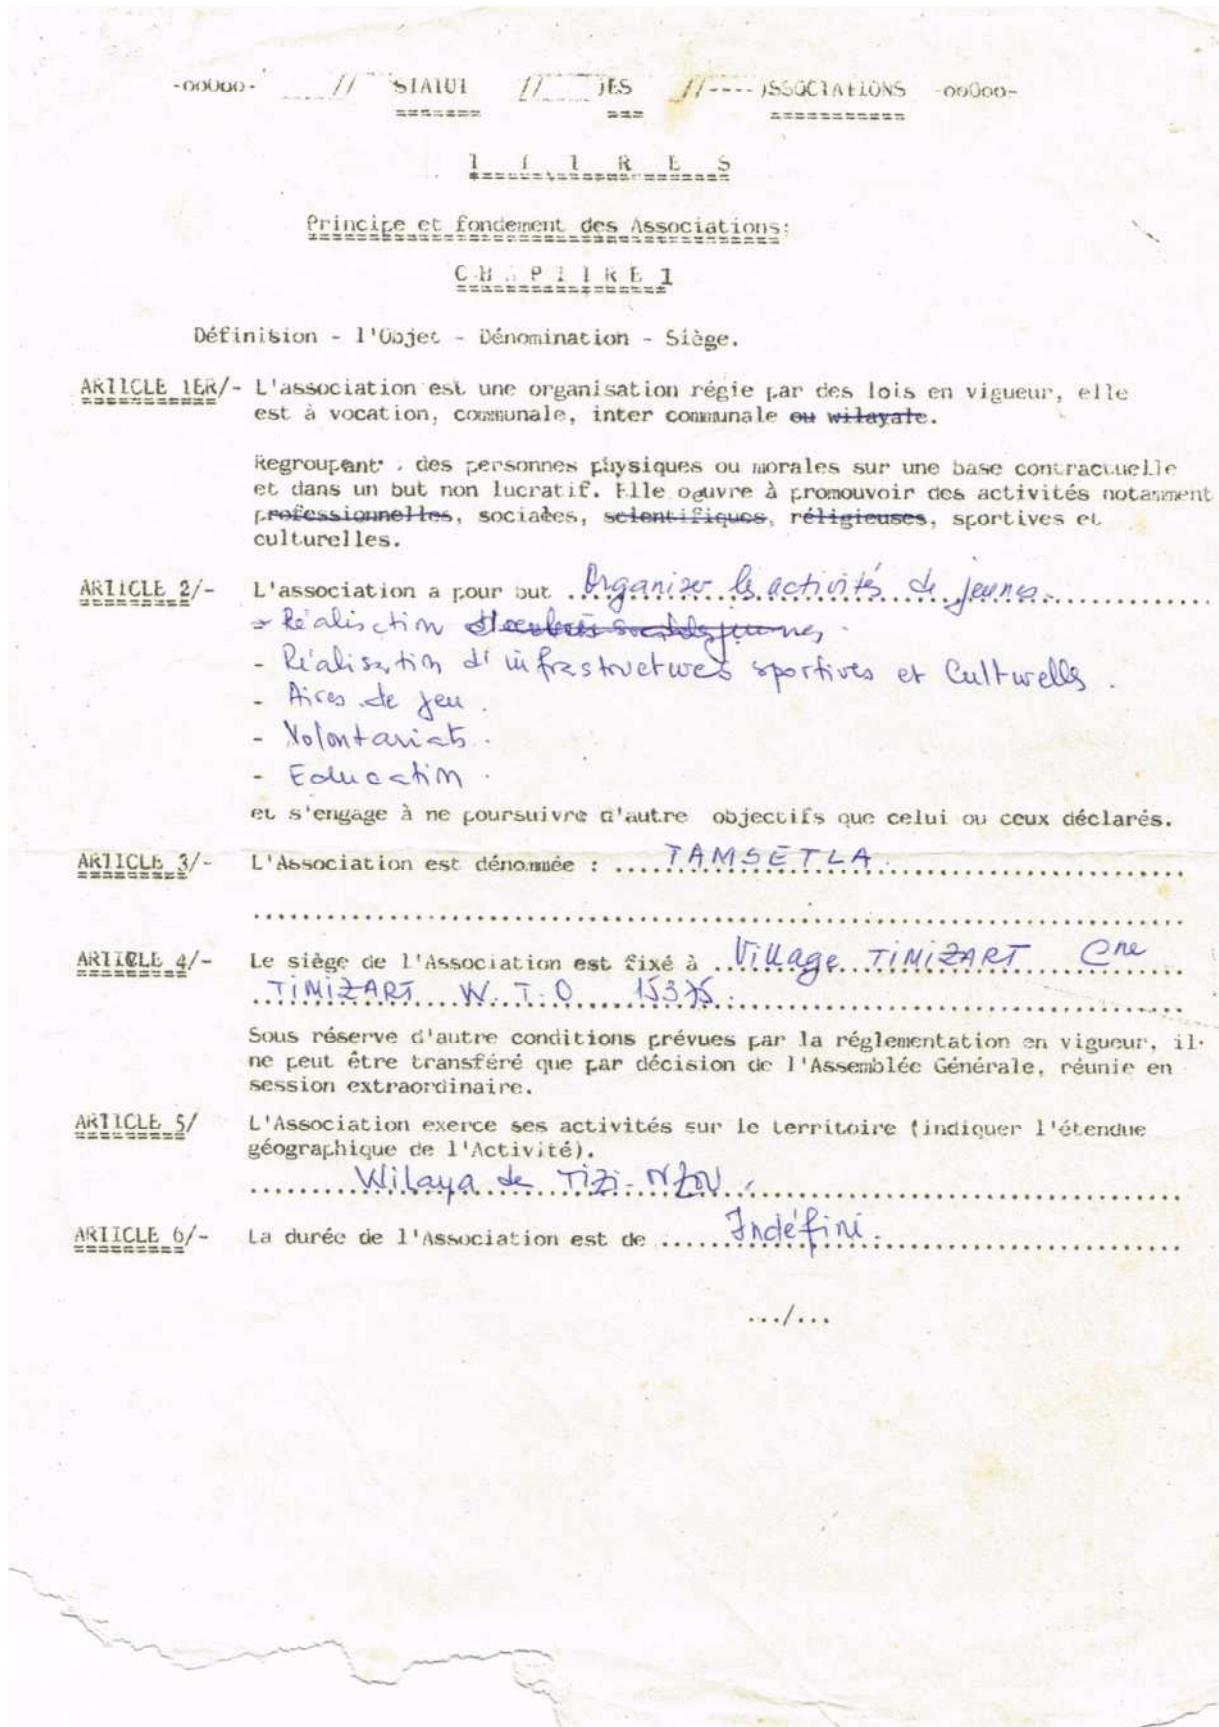 -ooOoo- // STATUT // DES //----ASSOCIATIONS -ooOoo-
T I T R E S
Principe et fondement des Associations:
C H A P I T R E 1
Définition - l'Objet - Dénomination - Siège.
ARTICLE 1ER/- L'association est une organisation régie par des lois en vigueur, elle
est à vocation, communale, inter communale ou wilayate.
Regroupant : des personnes physiques ou morales sur une base contractuelle
et dans un but non lucratif. Elle oeuvre à promouvoir des activités notamment
professionnelles, sociales, scientifiques, réligieuses, sportives et
culturelles.
ARTICLE 2/- L'association a pour but Organiser les activités de jeunes.
- Réalisation
- Réalisation d'infrastructures sportives et Culturelles.
- Aires de jeu.
- Volontariats.
- Education.
et s'engage à ne poursuivre d'autre objectifs que celui ou ceux déclarés.
ARTICLE 3/- L'Association est dénommée : TAMSETLA.
ARTICLE 4/- Le siège de l'Association est fixé à Village TIMIZART Cne
TIMIZART W.T.O 15375.
Sous réserve d'autre conditions prévues par la réglementation en vigueur, il
ne peut être transféré que par décision de l'Assemblée Générale, réunie en
session extraordinaire.
ARTICLE 5/ L'Association exerce ses activités sur le territoire (indiquer l'étendue
géographique de l'Activité).
Wilaya de Tizi-Nzou.
ARTICLE 6/- La durée de l'Association est de Indéfini.
.../...